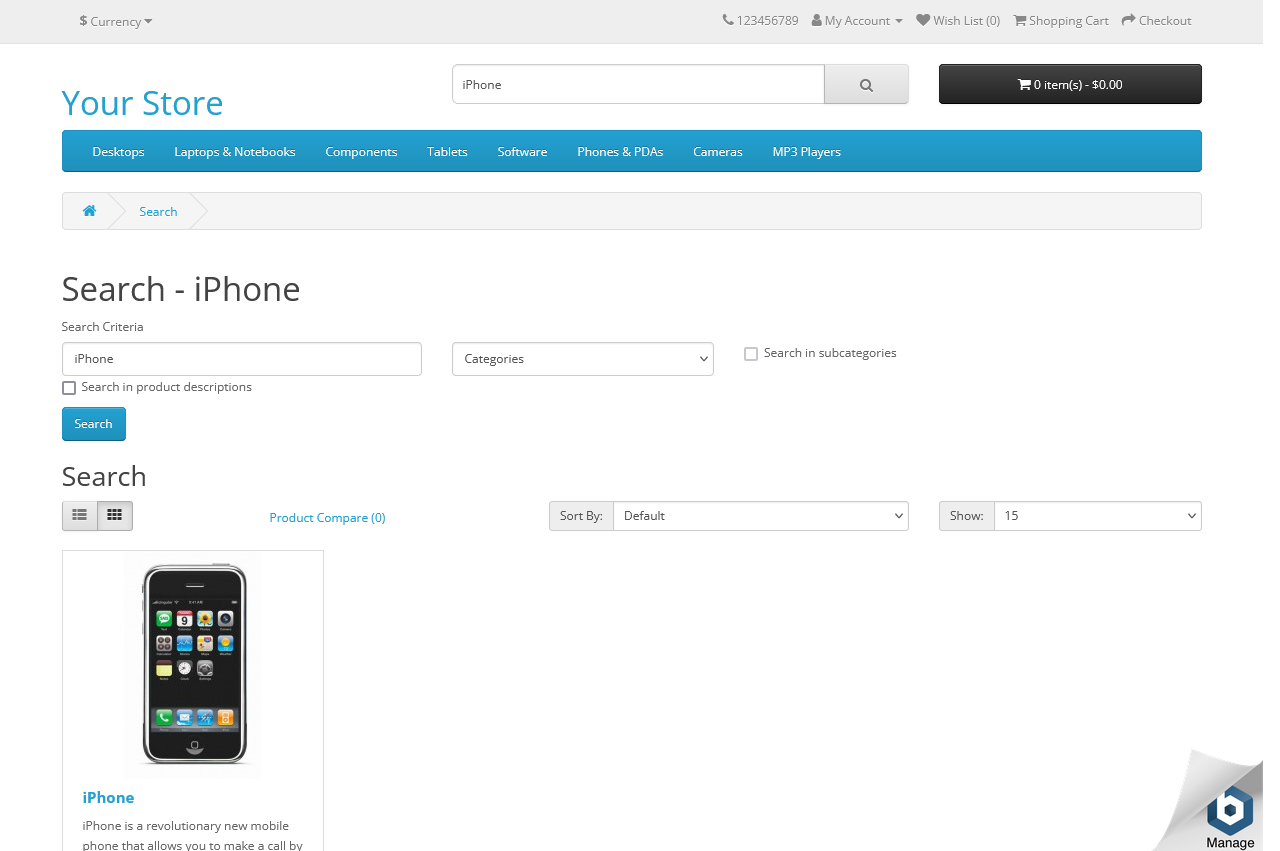 $ Currency
123456789 My Account Wish List (0) Shopping Cart Checkout
Your Store
iPhone
0 item(s) - $0.00
Desktops Laptops & Notebooks Components Tablets Software Phones & PDAs Cameras MP3 Players
Search
Search - iPhone
Search Criteria
iPhone
Categories
Search in subcategories
Search in product descriptions
Search
Search
Product Compare (0)
Sort By: Default
Show: 15
iPhone
iPhone is a revolutionary new mobile
phone that allows you to make a call by
Manage